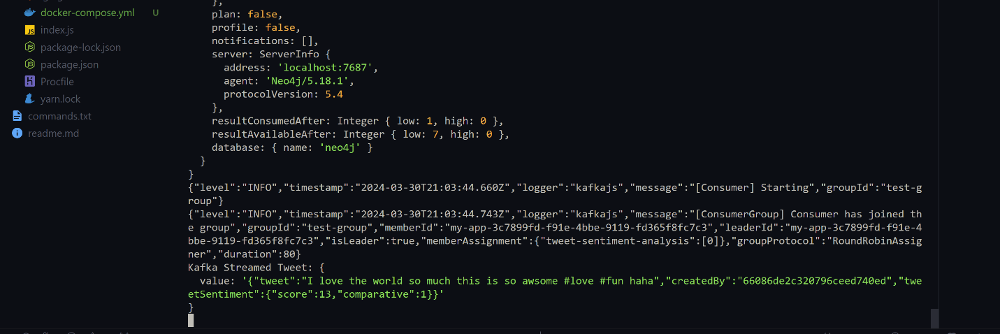 docker-compose.yml U
index.js
package-lock.json
package.json
Procfile
yarn.lock
commands.txt
readme.md
},
plan: false,
profile: false,
notifications: [],
server: ServerInfo {
address: 'localhost:7687',
agent: 'Neo4j/5.18.1',
protocolVersion: 5.4
},
resultConsumedAfter: Integer { low: 1, high: 0 },
resultAvailableAfter: Integer { low: 7, high: 0 },
database: { name: 'neo4j' }
}
}
{"level":"INFO","timestamp":"2024-03-30T21:03:44.660Z","logger":"kafkajs","message":"[Consumer] Starting","groupId":"test-g
roup"}
{"level":"INFO","timestamp":"2024-03-30T21:03:44.743Z","logger":"kafkajs","message":"[ConsumerGroup] Consumer has joined th
e group","groupId":"test-group","memberId":"my-app-3c7899fd-f91e-4bbe-9119-fd365f8fc7c3","leaderId":"my-app-3c7899fd-f91e-4
bbe-9119-fd365f8fc7c3","isLeader":true,"memberAssignment":{"tweet-sentiment-analysis":[0]},"groupProtocol":"RoundRobinAssig
ner","duration":80}
Kafka Streamed Tweet: {
value: '{"tweet":"I love the world so much this is so awsome #love #fun haha","createdBy":"66086de2c320796ceed740ed","twe
etSentiment":{"score":13,"comparative":1}}'
}